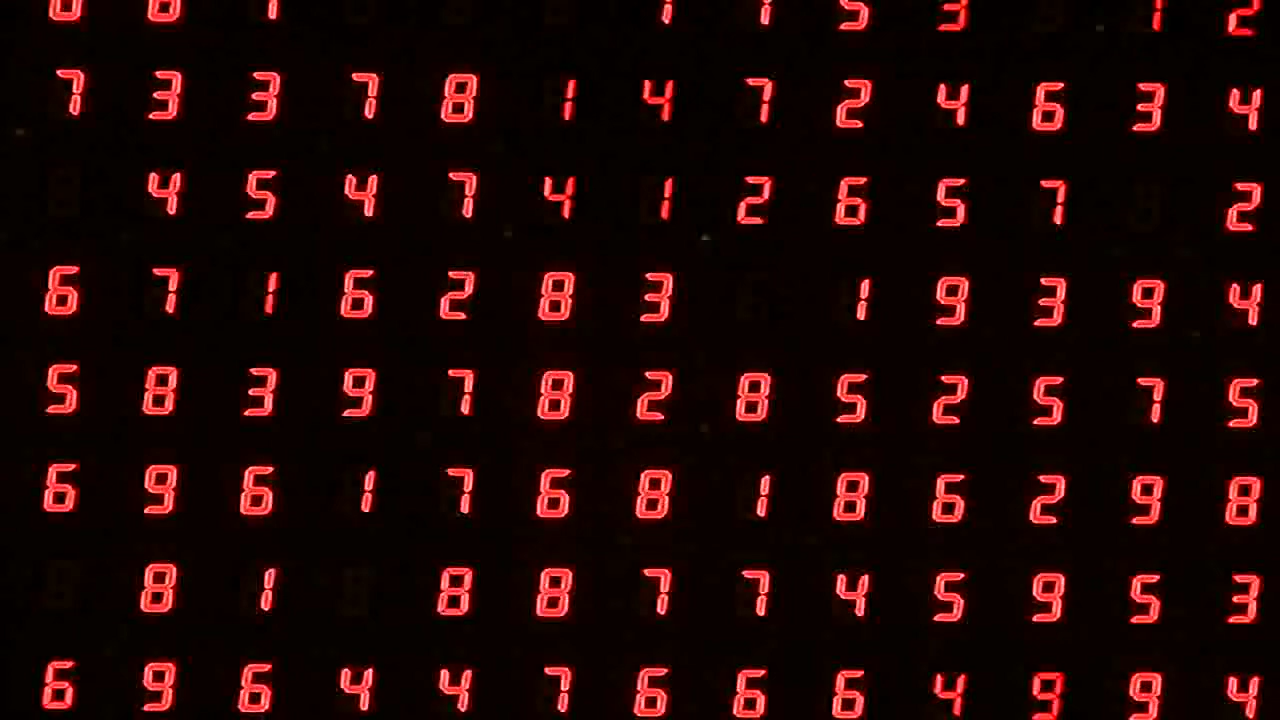 7 3 3 7 8 1 4 7 2 4 6 3 4
4 5 4 7 4 1 2 6 5 7 2
6 7 1 6 2 8 3 1 9 3 9 4
5 8 3 9 7 8 2 8 5 2 5 7 5
6 9 6 1 7 6 8 1 8 6 2 9 8
8 1 8 8 7 7 4 5 9 5 3
6 9 6 4 4 7 6 6 6 4 9 9 4